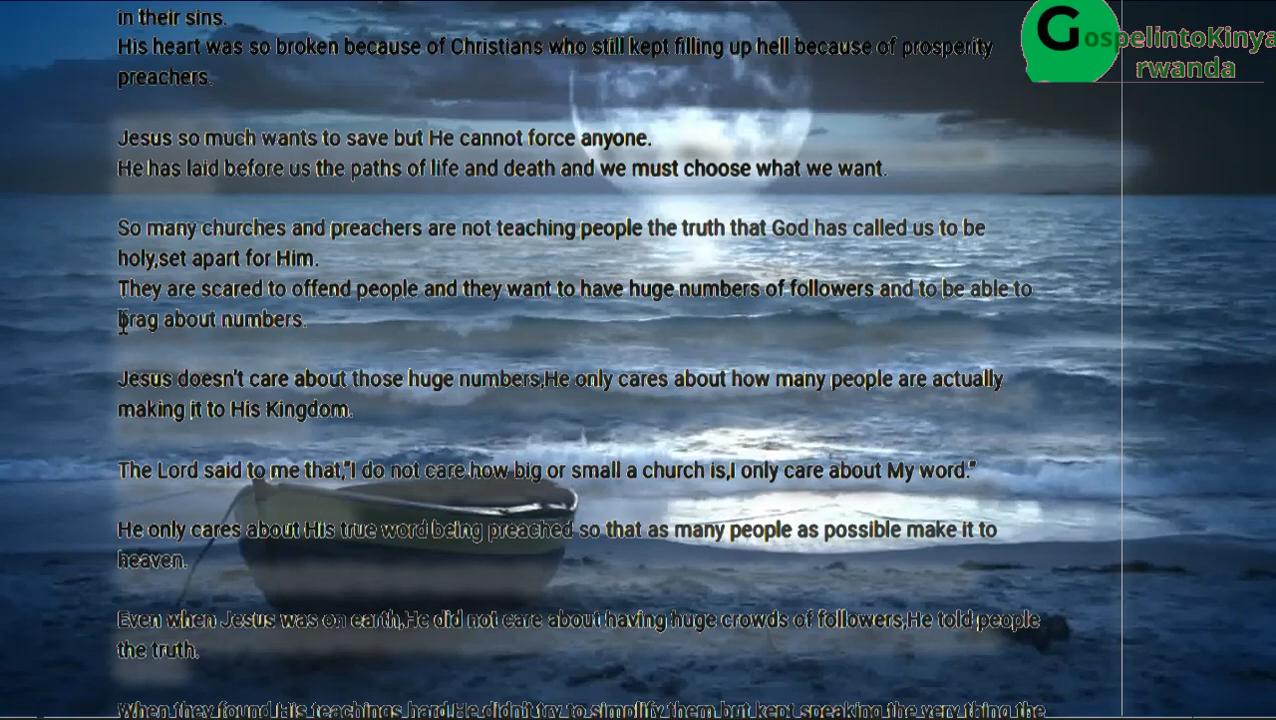 in their sins.
His heart was so broken because of Christians who still kept filling up hell because of prosperity
preachers.
Jesus so much wants to save but He cannot force anyone.
He has laid before us the paths of life and death and we must choose what we want.
So many churches and preachers are not teaching people the truth that God has called us to be
holy,set apart for Him.
They are scared to offend people and they want to have huge numbers of followers and to be able to
brag about numbers.
Jesus doesn't care about those huge numbers,He only cares about how many people are actually
making it to His Kingdom.
The Lord said to me that,"I do not care how big or small a church is,I only care about My word."
He only cares about His true word being preached so that as many people as possible make it to
heaven.
Even when Jesus was on earth,He did not care about having huge crowds of followers,He told people
the truth.
When they found His teachings hard,He didn't try to simplify them but kept speaking the very thing the
GospelintoKinya
rwanda